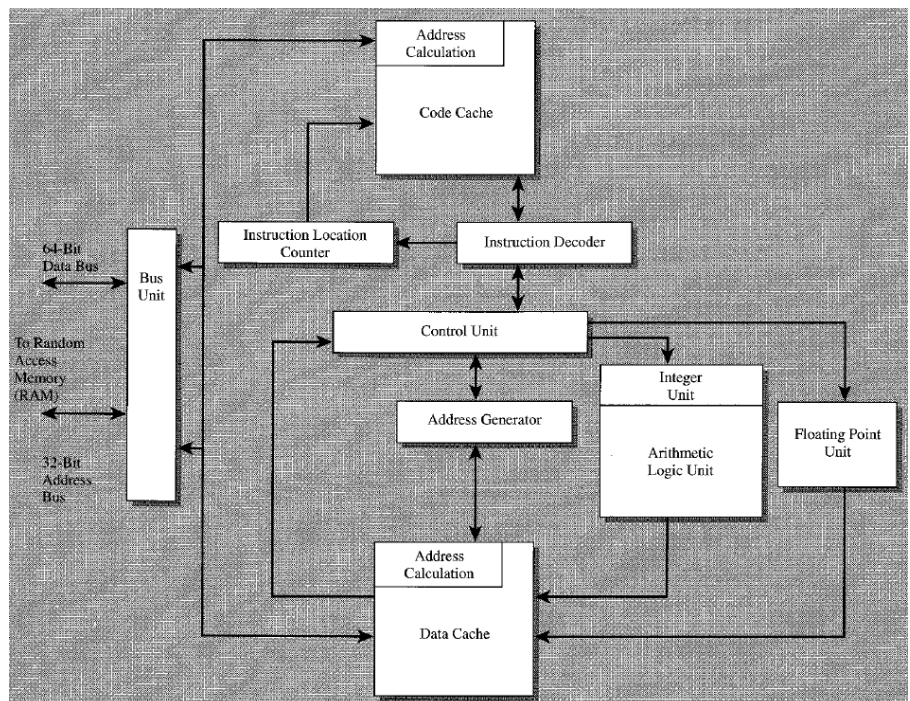 Address
Calculation
Code Cache
Instruction Location
Counter
Instruction Decoder
64-Bit
Data Bus
Bus
Unit
Control Unit
To Random
Access
Memory
(RAM)
Integer
Unit
Address Generator
Arithmetic
Logic Unit
Floating Point
Unit
32-Bit
Address
Bus
Address
Calculation
Data Cache